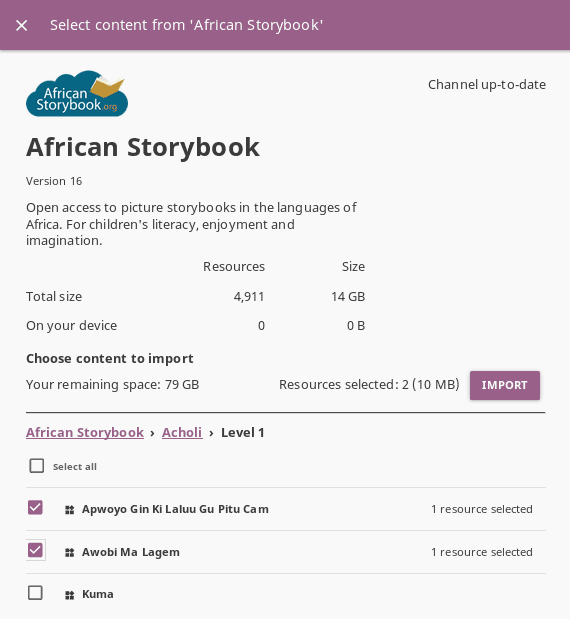 Select content from 'African Storybook'
African
Storybook.org
Channel up-to-date
African Storybook
Version 16
Open access to picture storybooks in the languages of
Africa. For children's literacy, enjoyment and
imagination.
Resources Size
Total size 4,911 14 GB
On your device 0 0 B
Choose content to import
Your remaining space: 79 GB Resources selected: 2 (10 MB) IMPORT
African Storybook › Acholi › Level 1
Select all
Apwoyo Gin Ki Laluu Gu Pitu Cam 1 resource selected
Awobi Ma Lagem 1 resource selected
Kuma